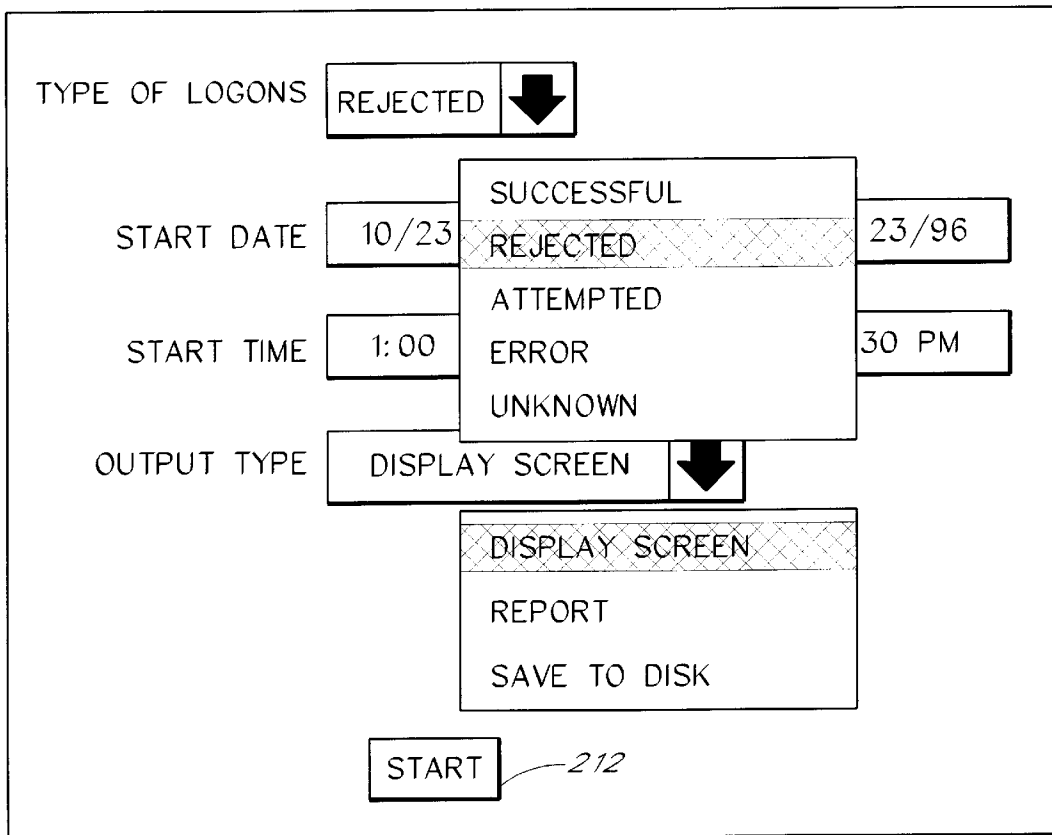 TYPE OF LOGONS REJECTED
SUCCESSFUL
START DATE 10/23 REJECTED 23/96
ATTEMPTED
START TIME 1:00 ERROR 30 PM
UNKNOWN
OUTPUT TYPE DISPLAY SCREEN
DISPLAY SCREEN
REPORT
SAVE TO DISK
START 212